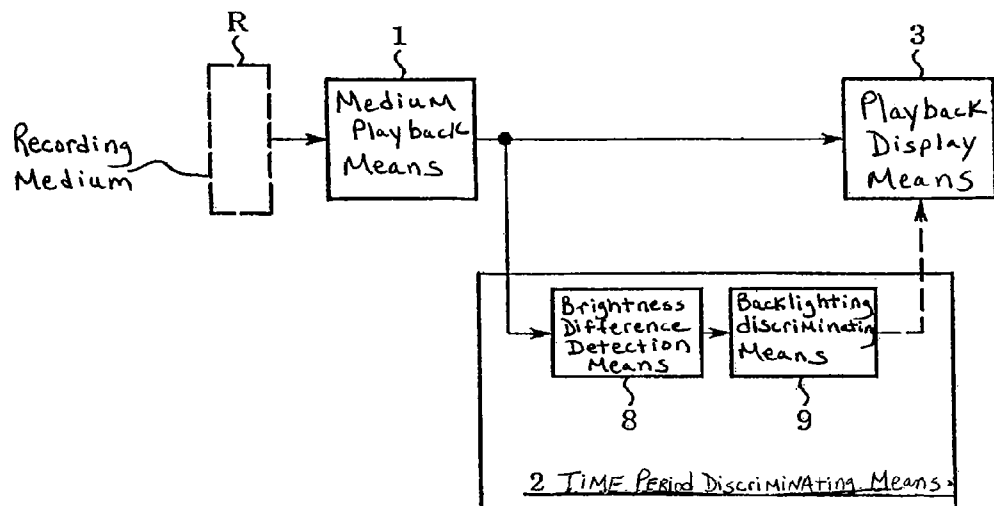 R
1
3
Recording
Medium
Medium
Playback
Means
Playback
Display
Means
Brightness
Difference
Detection
Means
Backlighting
discriminating
Means
8
9
2 TIME PERiod DiscriMiNAting Means